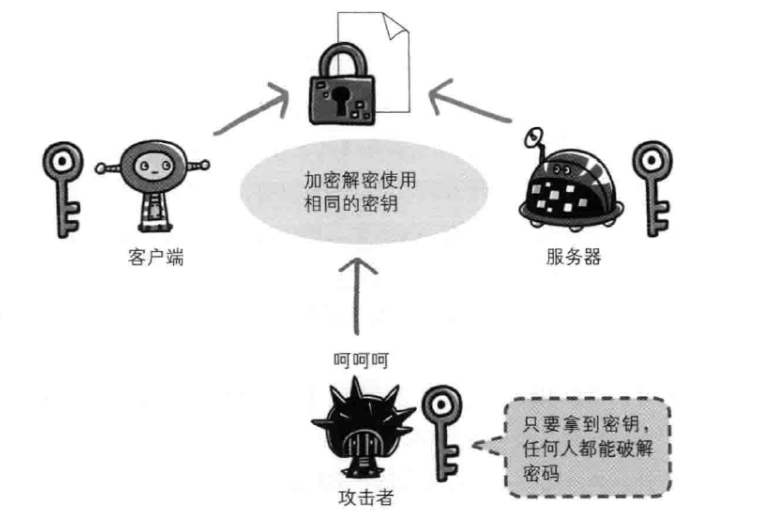 加密解密使用
相同的密钥
客户端
服务器
呵呵呵
只要拿到密钥，
任何人都能破解
密码
攻击者